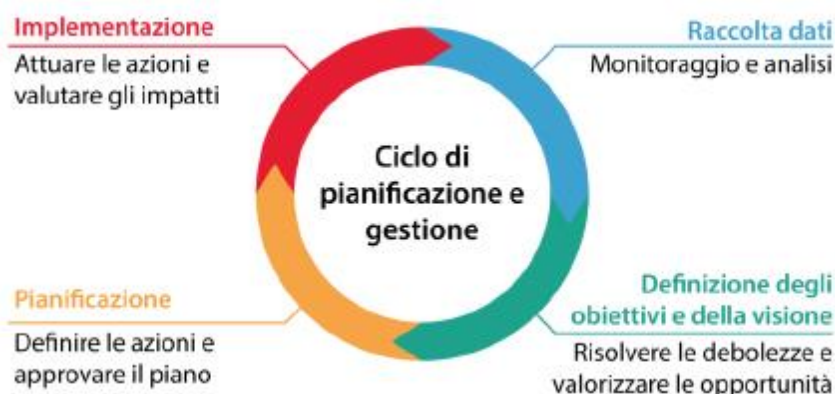 Implementazione
Attuare le azioni e
valutare gli impatti
Raccolta dati
Monitoraggio e analisi
Ciclo di
pianificazione e
gestione
Pianificazione
Definire le azioni e
approvare il piano
Definizione degli
obiettivi e della visione
Risolvere le debolezze e
valorizzare le opportunità